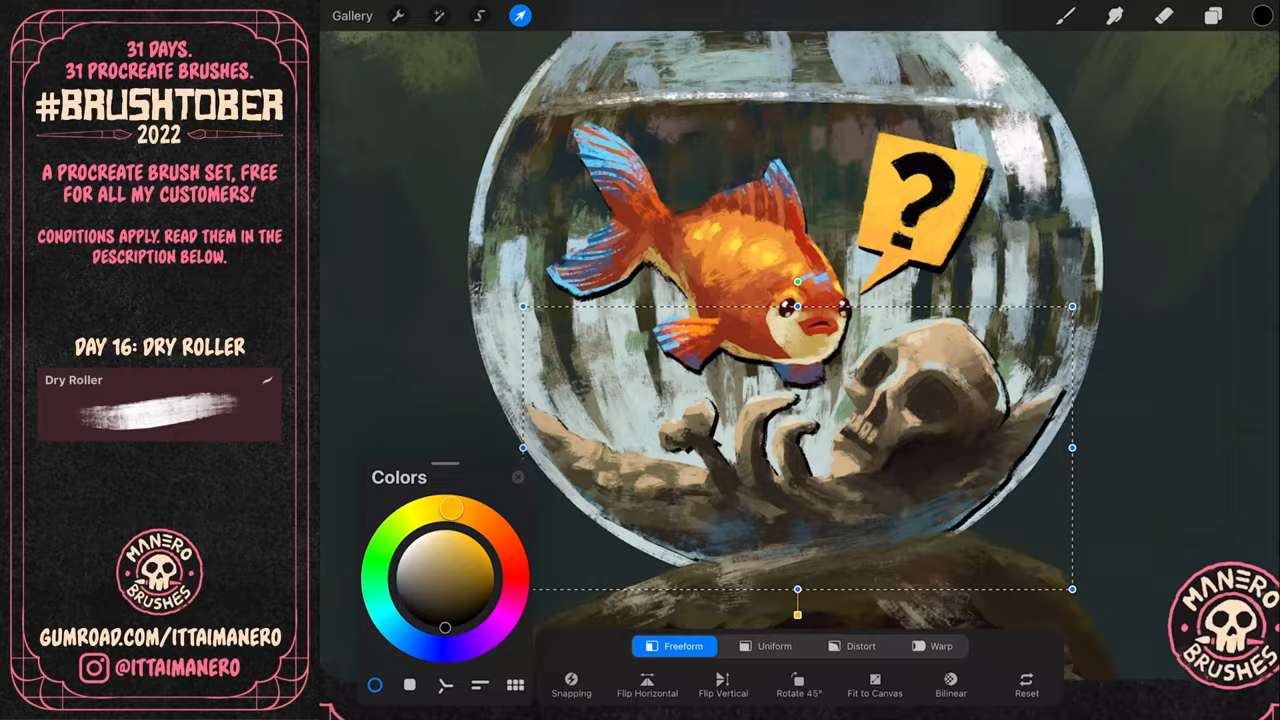 31 DAYS.
31 PROCREATE BRUSHES.
#BRUSHTOBER
2022
A PROCREATE BRUSH SET, FREE
FOR ALL MY CUSTOMERS!
CONDITIONS APPLY. READ THEM IN THE
DESCRIPTION BELOW.
DAY 16: DRY ROLLER
Dry Roller
MANERO
BRUSHES
GUMROAD.COM/ITTAIMANERO
@ITTAIMANERO
Gallery
?
Colors
Freeform
Uniform
Distort
Warp
Snapping
Flip Horizontal
Flip Vertical
Rotate 45°
Fit to Canvas
Bilinear
Reset
MANERO
BRUSHES